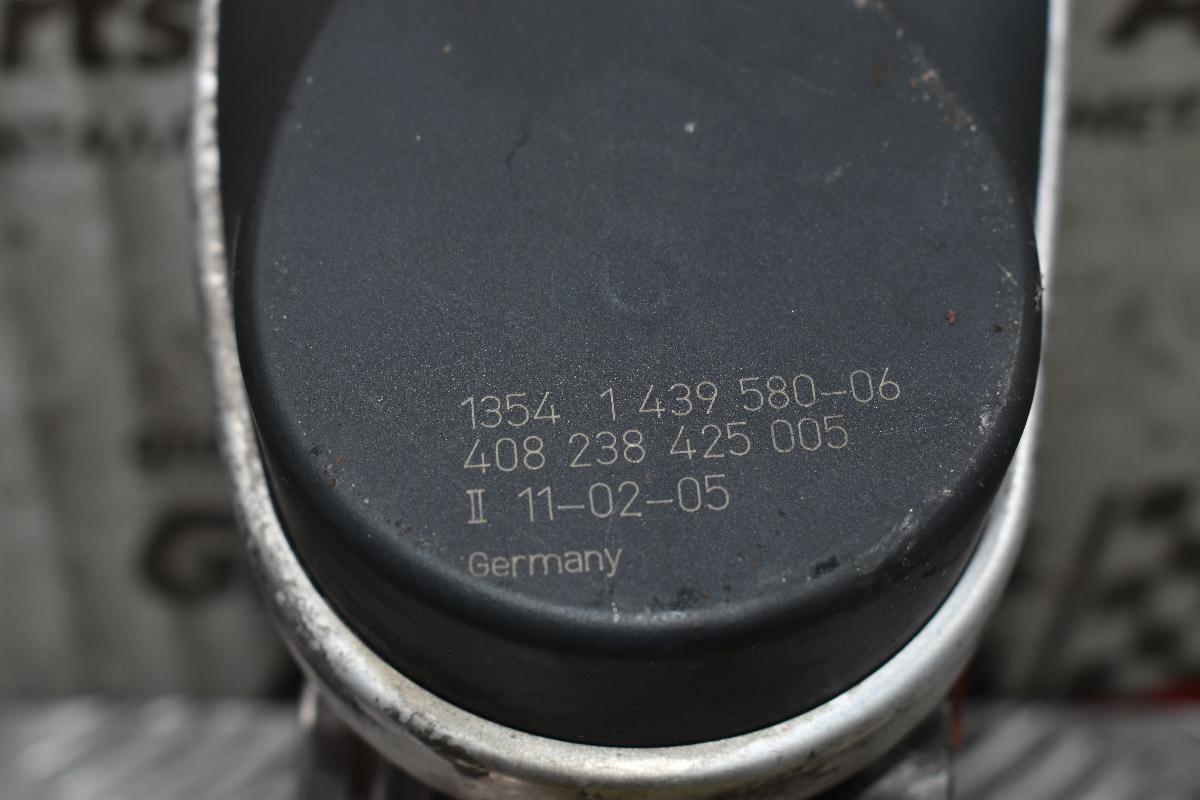 1354 1 439 580-06
408 238 425 005
II 11-02-05
Germany